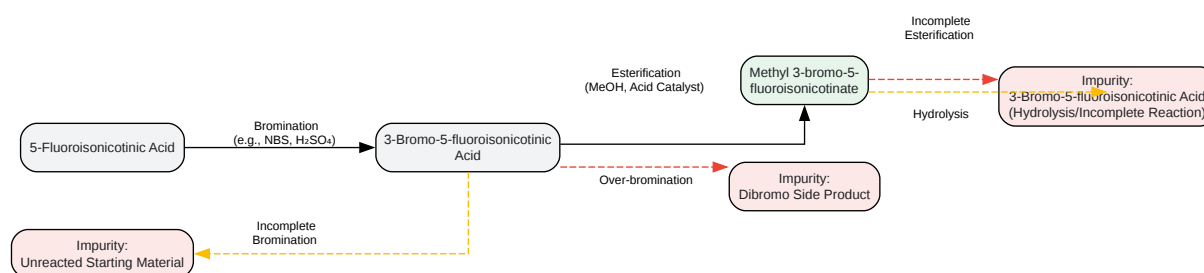 5-Fluoroisonicotinic Acid
Bromination
(e.g., NBS, H₂SO₄)
3-Bromo-5-fluoroisonicotinic
Acid
Esterification
(MeOH, Acid Catalyst)
Methyl 3-bromo-5-
fluoroisonicotinate
Incomplete
Esterification
Hydrolysis
Impurity:
3-Bromo-5-fluoroisonicotinic Acid
(Hydrolysis/Incomplete Reaction)
Over-bromination
Impurity:
Dibromo Side Product
Incomplete
Bromination
Impurity:
Unreacted Starting Material